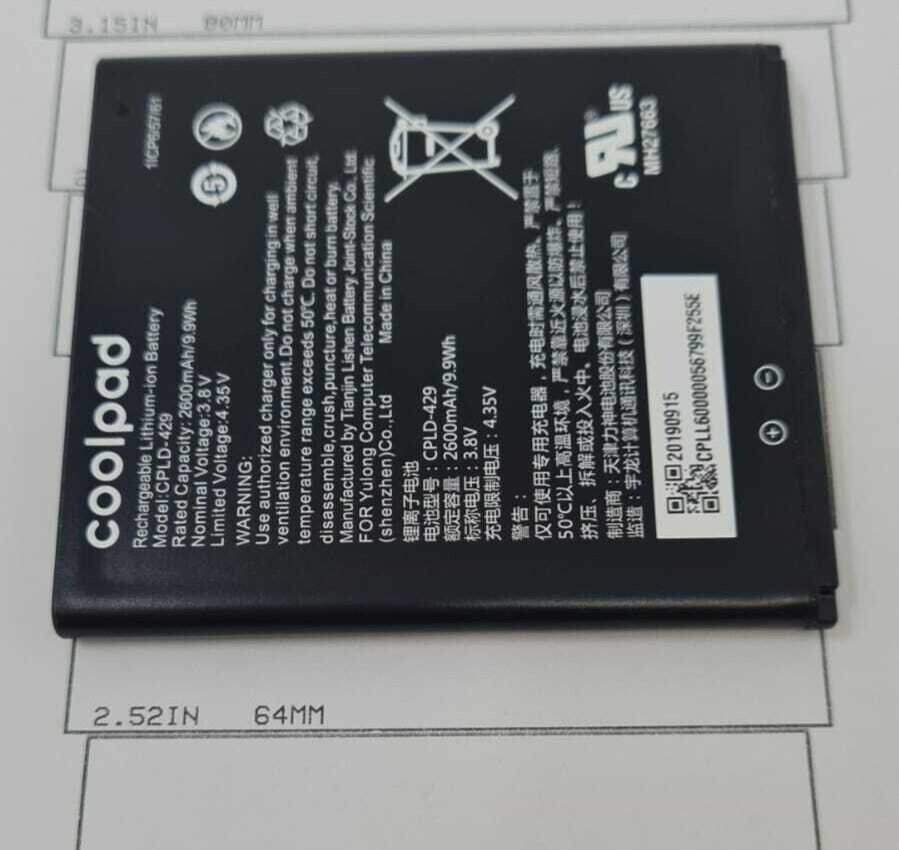 3.15IN 80MM
coolpad
Rechargeable Lithium-ion Battery
Model:CPLD-429
Rated Capacity:2600mAh/9.9Wh
Nominal Voltage:3.8V
Limited Voltage:4.35V
WARNING:
Use authorized charger only for charging in well
ventilation environment.Do not charge when ambient
temperature range exceeds 50℃. Do not short circuit,
disassemble,crush,puncture,heat or burn battery.
Manufactured by Tianjin Lishen Battery Joint-Stock Co., Ltd.
FOR Yulong Computer Telecommunication Scientific
(shenzhen)Co.,Ltd Made in China
锂离子电池
电池型号:CPLD-429
额定容量:2600mAh/9.9Wh
标称电压:3.8V
充电限制电压:4.35V
警告:
仅可使用专用充电器,充电时需通风散热,严禁置于
50℃以上高温环境,严禁靠近火源以防爆炸,严禁短路、
挤压、拆解或投入火中,电池浸水后禁止使用!
制造商:天津力神电池股份有限公司
监造:宇龙计算机通讯科技(深圳)有限公司
1ICP5/57/61
5
c RU® US
MH27663
20190915
CPLL60000056799F255E
+ -
2.52IN 64MM